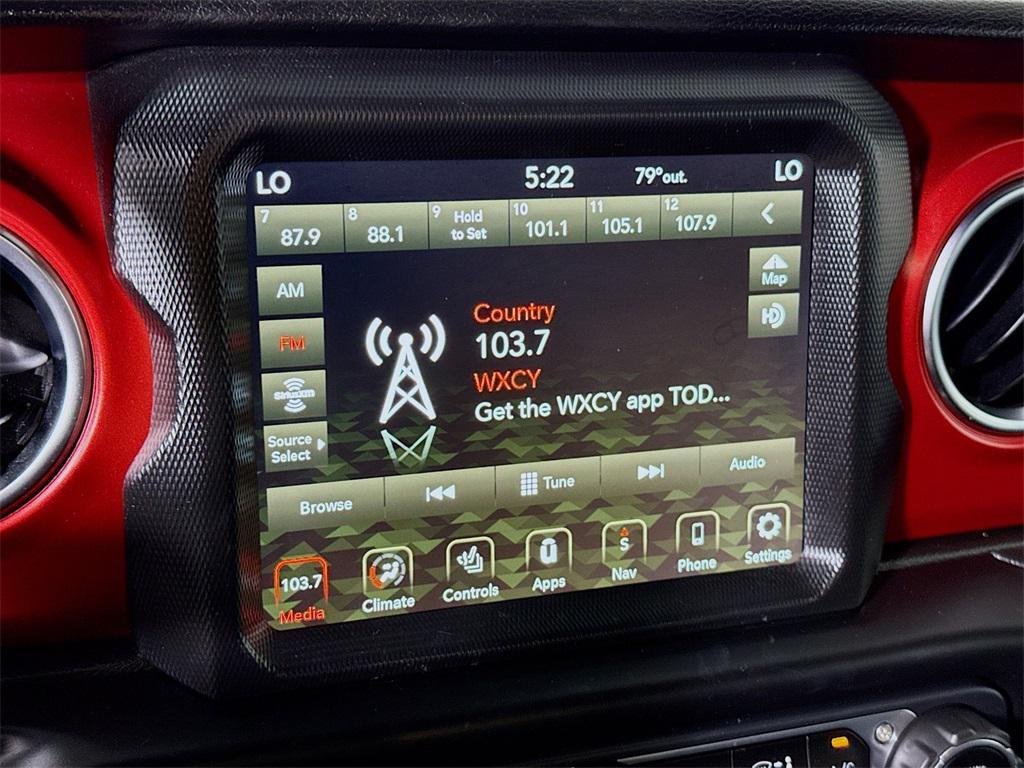 LO 5:22 79°out. LO
7 87.9 8 88.1 9 Hold to Set 10 101.1 11 105.1 12 107.9
AM
Map
FM
HD
SiriusXM
Country
103.7
WXCY
Get the WXCY app TOD...
Source
Select
Browse Tune Audio
103.7 S
Media Climate Controls Apps Nav Phone Settings